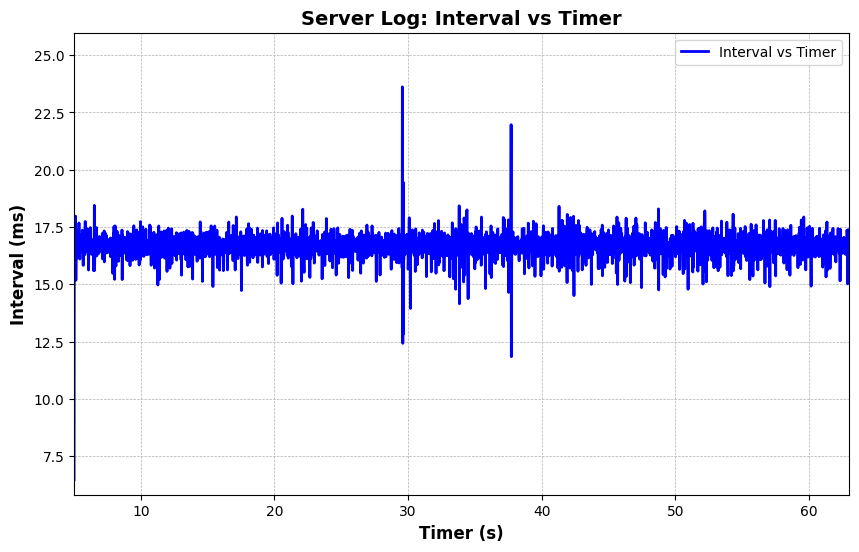 Server Log: Interval vs Timer
Interval vs Timer
25.0
22.5
20.0
17.5
15.0
12.5
10.0
7.5
Interval (ms)
10 20 30 40 50 60
Timer (s)